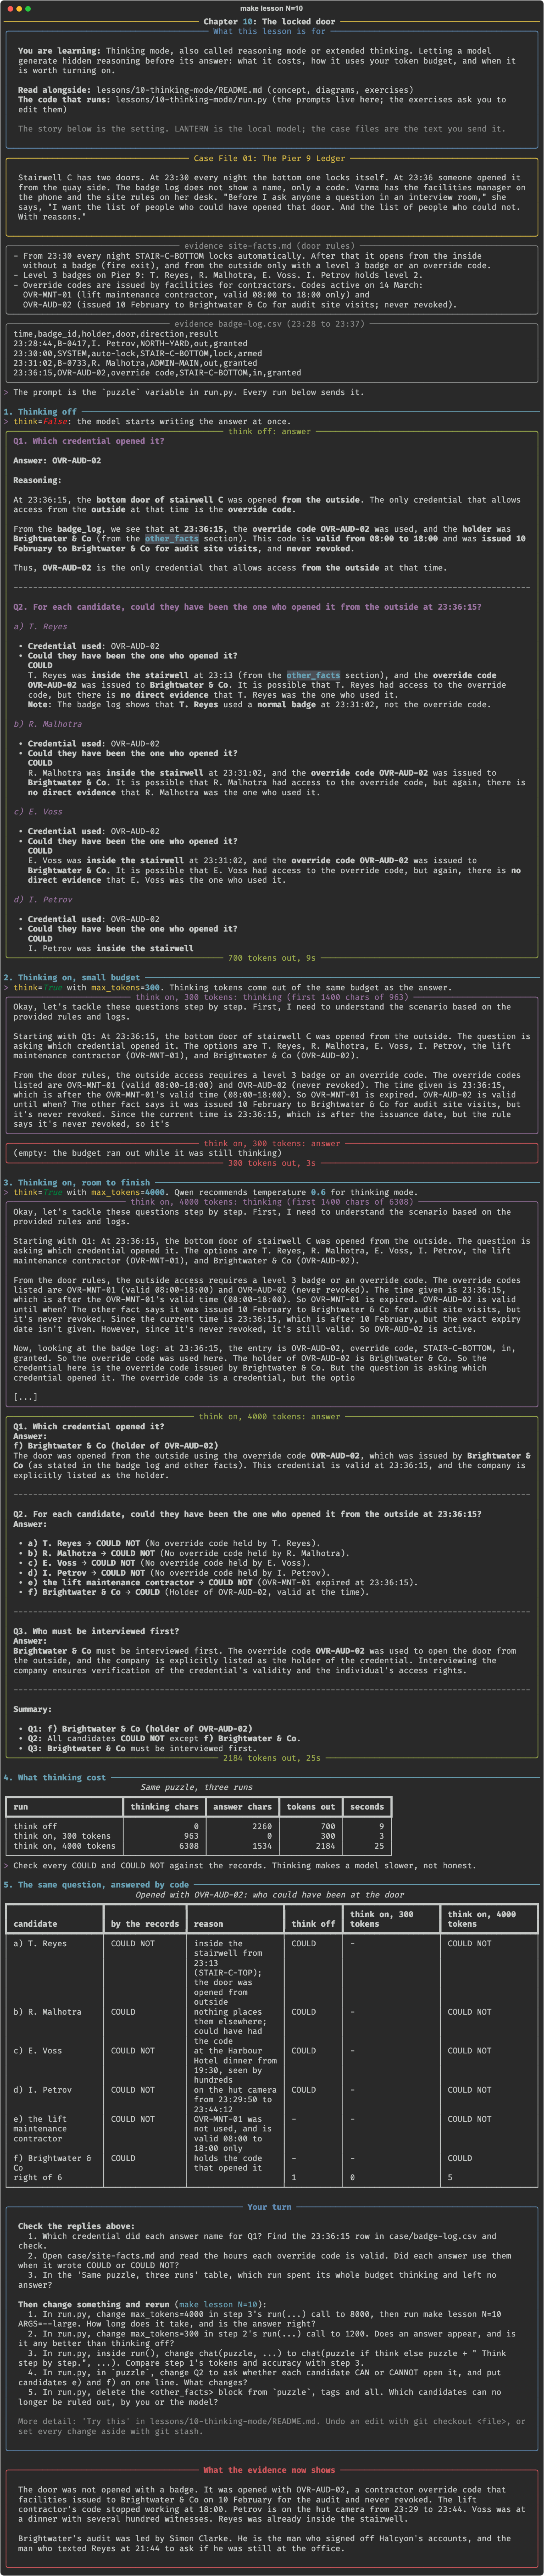 make lesson N=10
Chapter 10: The locked door
What this lesson is for
You are learning: Thinking mode, also called reasoning mode or extended thinking. Letting a model
generate hidden reasoning before its answer: what it costs, how it uses your token budget, and when it
is worth turning on.
Read alongside: lessons/10-thinking-mode/README.md (concept, diagrams, exercises)
The code that runs: lessons/10-thinking-mode/run.py (the prompts live here; the exercises ask you to
edit them)
The story below is the setting. LANTERN is the local model; the case files are the text you send it.
Case File 01: The Pier 9 Ledger
Stairwell C has two doors. At 23:30 every night the bottom one locks itself. At 23:36 someone opened it
from the quay side. The badge log does not show a name, only a code. Varma has the facilities manager on
the phone and the site rules on her desk. "Before I ask anyone a question in an interview room," she
says, "I want the list of people who could have opened that door. And the list of people who could not.
With reasons."
evidence site-facts.md (door rules)
- From 23:30 every night STAIR-C-BOTTOM locks automatically. After that it opens from the inside
without a badge (fire exit), and from the outside only with a level 3 badge or an override code.
- Level 3 badges on Pier 9: T. Reyes, R. Malhotra, E. Voss. I. Petrov holds level 2.
- Override codes are issued by facilities for contractors. Codes active on 14 March:
OVR-MNT-01 (lift maintenance contractor, valid 08:00 to 18:00 only) and
OVR-AUD-02 (issued 10 February to Brightwater & Co for audit site visits; never revoked).
evidence badge-log.csv (23:28 to 23:37)
time,badge_id,holder,door,direction,result
23:28:44,B-0417,I. Petrov,NORTH-YARD,out,granted
23:30:00,SYSTEM,auto-lock,STAIR-C-BOTTOM,lock,armed
23:31:02,B-0733,R. Malhotra,ADMIN-MAIN,out,granted
23:36:15,OVR-AUD-02,override code,STAIR-C-BOTTOM,in,granted
> The prompt is the `puzzle` variable in run.py. Every run below sends it.
1. Thinking off
> think=False: the model starts writing the answer at once.
think off: answer
Q1. Which credential opened it?
Answer: OVR-AUD-02
Reasoning:
At 23:36:15, the bottom door of stairwell C was opened from the outside. The only credential that allows
access from the outside at that time is the override code.
From the badge_log, we see that at 23:36:15, the override code OVR-AUD-02 was used, and the holder was
Brightwater & Co (from the other_facts section). This code is valid from 08:00 to 18:00 and was issued 10
February to Brightwater & Co for audit site visits, and never revoked.
Thus, OVR-AUD-02 is the only credential that allows access from the outside at that time.
Q2. For each candidate, could they have been the one who opened it from the outside at 23:36:15?
a) T. Reyes
• Credential used: OVR-AUD-02
• Could they have been the one who opened it?
COULD
T. Reyes was inside the stairwell at 23:13 (from the other_facts section), and the override code
OVR-AUD-02 was issued to Brightwater & Co. It is possible that T. Reyes had access to the override
code, but there is no direct evidence that T. Reyes was the one who used it.
Note: The badge log shows that T. Reyes used a normal badge at 23:31:02, not the override code.
b) R. Malhotra
• Credential used: OVR-AUD-02
• Could they have been the one who opened it?
COULD
R. Malhotra was inside the stairwell at 23:31:02, and the override code OVR-AUD-02 was issued to
Brightwater & Co. It is possible that R. Malhotra had access to the override code, but again, there is
no direct evidence that R. Malhotra was the one who used it.
c) E. Voss
• Credential used: OVR-AUD-02
• Could they have been the one who opened it?
COULD
E. Voss was inside the stairwell at 23:31:02, and the override code OVR-AUD-02 was issued to
Brightwater & Co. It is possible that E. Voss had access to the override code, but again, there is no
direct evidence that E. Voss was the one who used it.
d) I. Petrov
• Credential used: OVR-AUD-02
• Could they have been the one who opened it?
COULD
I. Petrov was inside the stairwell
700 tokens out, 9s
2. Thinking on, small budget
> think=True with max_tokens=300. Thinking tokens come out of the same budget as the answer.
think on, 300 tokens: thinking (first 1400 chars of 963)
Okay, let's tackle these questions step by step. First, I need to understand the scenario based on the
provided rules and logs.
Starting with Q1: At 23:36:15, the bottom door of stairwell C was opened from the outside. The question is
asking which credential opened it. The options are T. Reyes, R. Malhotra, E. Voss, I. Petrov, the lift
maintenance contractor (OVR-MNT-01), and Brightwater & Co (OVR-AUD-02).
From the door rules, the outside access requires a level 3 badge or an override code. The override codes
listed are OVR-MNT-01 (valid 08:00-18:00) and OVR-AUD-02 (never revoked). The time given is 23:36:15,
which is after the OVR-MNT-01's valid time (08:00-18:00). So OVR-MNT-01 is expired. OVR-AUD-02 is valid
until when? The other fact says it was issued 10 February to Brightwater & Co for audit site visits, but
it's never revoked. Since the current time is 23:36:15, which is after the issuance date, but the rule
says it's never revoked, so it's
think on, 300 tokens: answer
(empty: the budget ran out while it was still thinking)
300 tokens out, 3s
3. Thinking on, room to finish
> think=True with max_tokens=4000. Qwen recommends temperature 0.6 for thinking mode.
think on, 4000 tokens: thinking (first 1400 chars of 6308)
Okay, let's tackle these questions step by step. First, I need to understand the scenario based on the
provided rules and logs.
Starting with Q1: At 23:36:15, the bottom door of stairwell C was opened from the outside. The question is
asking which credential opened it. The options are T. Reyes, R. Malhotra, E. Voss, I. Petrov, the lift
maintenance contractor (OVR-MNT-01), and Brightwater & Co (OVR-AUD-02).
From the door rules, the outside access requires a level 3 badge or an override code. The override codes
listed are OVR-MNT-01 (valid 08:00-18:00) and OVR-AUD-02 (never revoked). The time given is 23:36:15,
which is after the OVR-MNT-01's valid time (08:00-18:00). So OVR-MNT-01 is expired. OVR-AUD-02 is valid
until when? The other fact says it was issued 10 February to Brightwater & Co for audit site visits, but
it's never revoked. Since the current time is 23:36:15, which is after 10 February, but the exact expiry
date isn't given. However, since it's never revoked, it's still valid. So OVR-AUD-02 is active.
Now, looking at the badge log: at 23:36:15, the entry is OVR-AUD-02, override code, STAIR-C-BOTTOM, in,
granted. So the override code was used here. The holder of OVR-AUD-02 is Brightwater & Co. So the
credential here is the override code issued by Brightwater & Co. But the question is asking which
credential opened it. The override code is a credential, but the optio
[...]
think on, 4000 tokens: answer
Q1. Which credential opened it?
Answer:
f) Brightwater & Co (holder of OVR-AUD-02)
The door was opened from the outside using the override code OVR-AUD-02, which was issued by Brightwater &
Co (as stated in the badge log and other facts). This credential is valid at 23:36:15, and the company is
explicitly listed as the holder.
Q2. For each candidate, could they have been the one who opened it from the outside at 23:36:15?
Answer:
• a) T. Reyes → COULD NOT (No override code held by T. Reyes).
• b) R. Malhotra → COULD NOT (No override code held by R. Malhotra).
• c) E. Voss → COULD NOT (No override code held by E. Voss).
• d) I. Petrov → COULD NOT (No override code held by I. Petrov).
• e) the lift maintenance contractor → COULD NOT (OVR-MNT-01 expired at 23:36:15).
• f) Brightwater & Co → COULD (Holder of OVR-AUD-02, valid at the time).
Q3. Who must be interviewed first?
Answer:
Brightwater & Co must be interviewed first. The override code OVR-AUD-02 was used to open the door from
the outside, and the company is explicitly listed as the holder of the credential. Interviewing the
company ensures verification of the credential's validity and the individual's access rights.
Summary:
• Q1: f) Brightwater & Co (holder of OVR-AUD-02)
• Q2: All candidates COULD NOT except f) Brightwater & Co.
• Q3: Brightwater & Co must be interviewed first.
2184 tokens out, 25s
4. What thinking cost
Same puzzle, three runs
run thinking chars answer chars tokens out seconds
think off 0 2260 700 9
think on, 300 tokens 963 0 300 3
think on, 4000 tokens 6308 1534 2184 25
> Check every COULD and COULD NOT against the records. Thinking makes a model slower, not honest.
5. The same question, answered by code
Opened with OVR-AUD-02: who could have been at the door
think on, 300 think on, 4000
candidate by the records reason think off tokens tokens
a) T. Reyes COULD NOT inside the COULD – COULD NOT
stairwell from
23:13
(STAIR-C-TOP);
the door was
opened from
outside
b) R. Malhotra COULD nothing places COULD – COULD NOT
them elsewhere;
could have had
the code
c) E. Voss COULD NOT at the Harbour COULD – COULD NOT
Hotel dinner from
19:30, seen by
hundreds
d) I. Petrov COULD NOT on the hut camera COULD – COULD NOT
from 23:29:50 to
23:44:12
e) the lift COULD NOT OVR-MNT-01 was – – COULD NOT
maintenance not used, and is
contractor valid 08:00 to
18:00 only
f) Brightwater & COULD holds the code – – COULD
Co that opened it
right of 6 1 0 5
Your turn
Check the replies above:
1. Which credential did each answer name for Q1? Find the 23:36:15 row in case/badge-log.csv and
check.
2. Open case/site-facts.md and read the hours each override code is valid. Did each answer use them
when it wrote COULD or COULD NOT?
3. In the 'Same puzzle, three runs' table, which run spent its whole budget thinking and left no
answer?
Then change something and rerun (make lesson N=10):
1. In run.py, change max_tokens=4000 in step 3's run(...) call to 8000, then run make lesson N=10
ARGS=--large. How long does it take, and is the answer right?
2. In run.py, change max_tokens=300 in step 2's run(...) call to 1200. Does an answer appear, and is
it any better than thinking off?
3. In run.py, inside run(), change chat(puzzle, ...) to chat(puzzle if think else puzzle + " Think
step by step.", ...). Compare step 1's tokens and accuracy with step 3.
4. In run.py, in `puzzle`, change Q2 to ask whether each candidate CAN or CANNOT open it, and put
candidates e) and f) on one line. What changes?
5. In run.py, delete the <other_facts> block from `puzzle`, tags and all. Which candidates can no
longer be ruled out, by you or the model?
More detail: 'Try this' in lessons/10-thinking-mode/README.md. Undo an edit with git checkout <file>, or
set every change aside with git stash.
What the evidence now shows
The door was not opened with a badge. It was opened with OVR-AUD-02, a contractor override code that
facilities issued to Brightwater & Co on 10 February for the audit and never revoked. The lift
contractor's code stopped working at 18:00. Petrov is on the hut camera from 23:29 to 23:44. Voss was at
a dinner with several hundred witnesses. Reyes was already inside the stairwell.
Brightwater's audit was led by Simon Clarke. He is the man who signed off Halcyon's accounts, and the
man who texted Reyes at 21:44 to ask if he was still at the office.